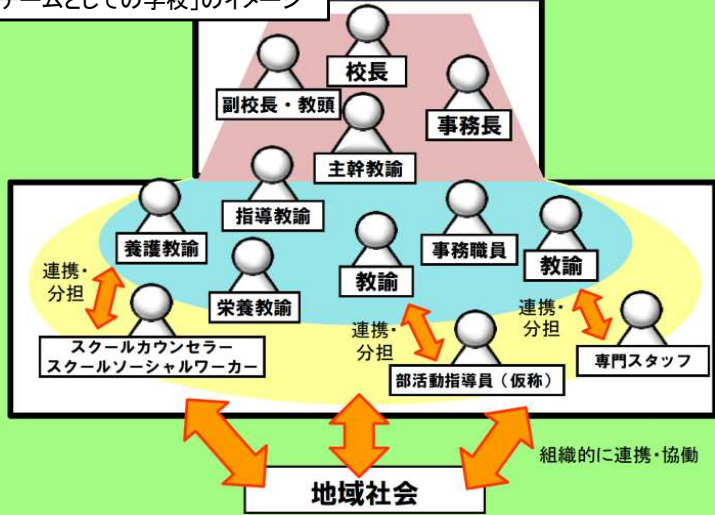 チームとしての学校」のイメージ
校長
副校長・教頭
事務長
主幹教諭
指導教諭
養護教諭
事務職員
教諭
教諭
栄養教諭
連携・
分担
連携・
分担
連携・
分担
スクールカウンセラー
スクールソーシャルワーカー
部活動指導員（仮称）
専門スタッフ
組織的に連携・協働
地域社会